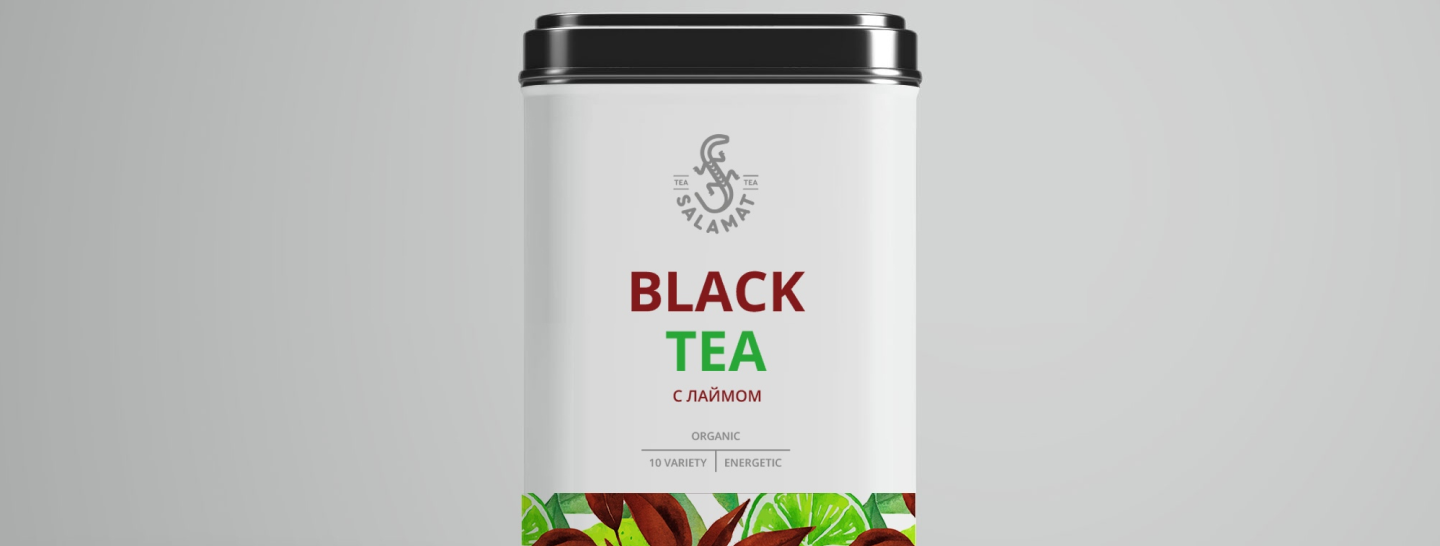 TEA TEA
SALAMAT
BLACK
TEA
С ЛАЙМОМ
ORGANIC
10 VARIETY ENERGETIC